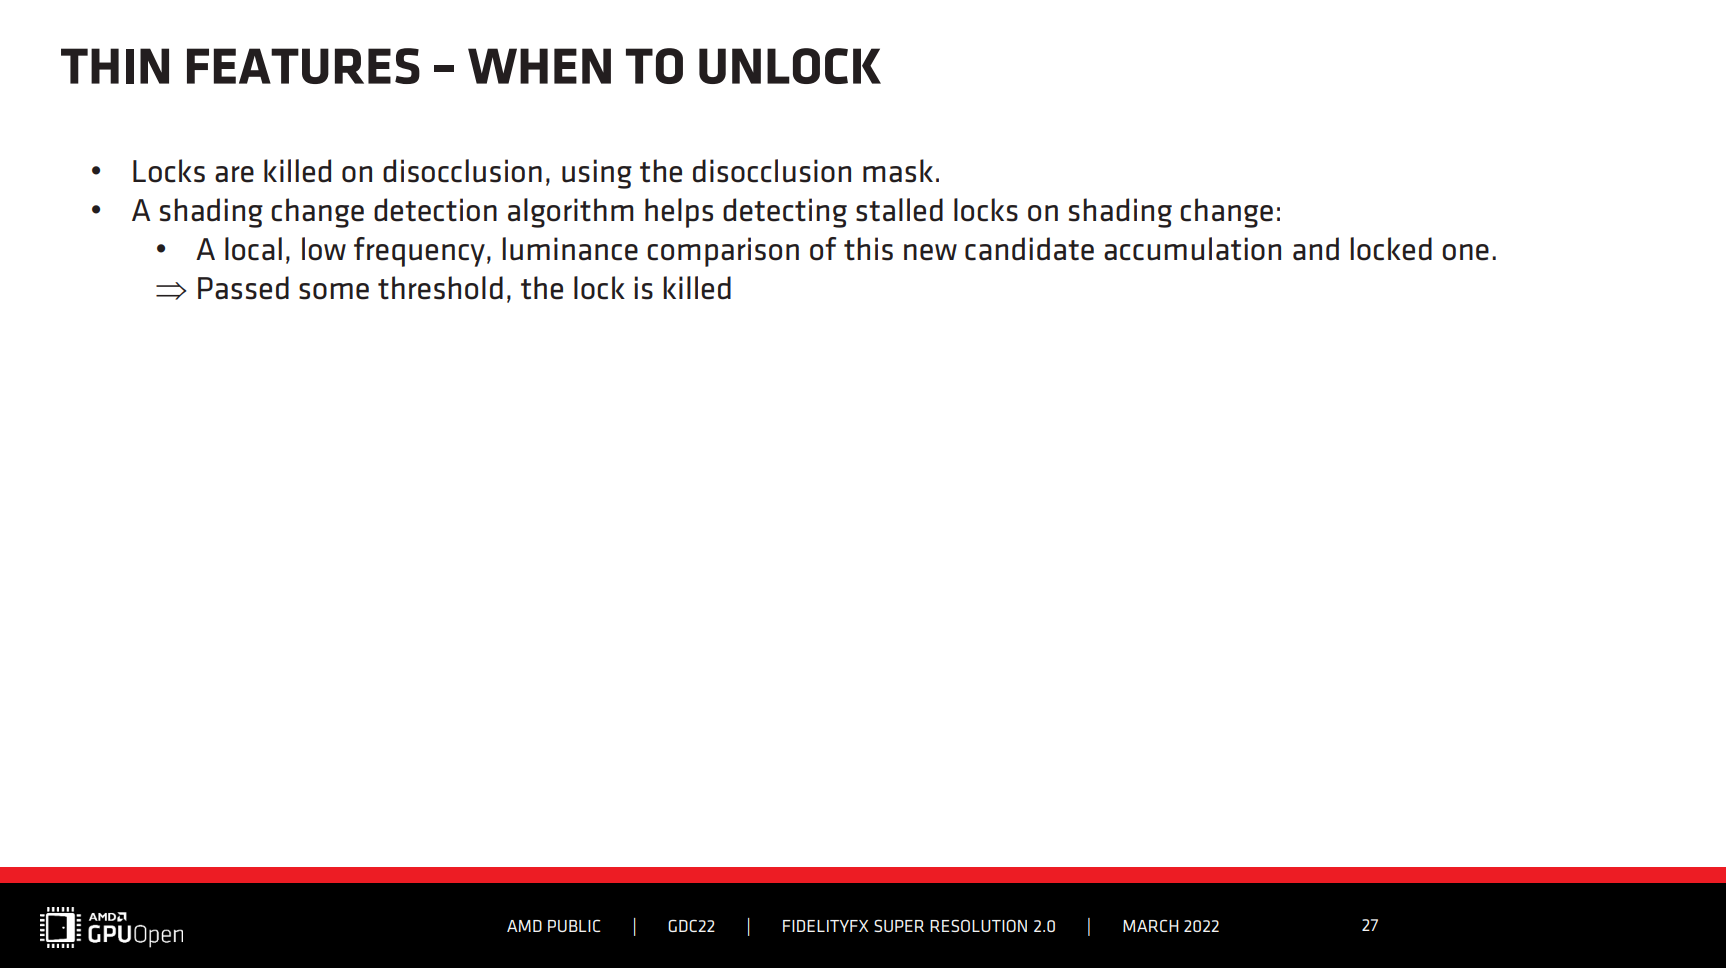 THIN FEATURES – WHEN TO UNLOCK
• Locks are killed on disocclusion, using the disocclusion mask.
• A shading change detection algorithm helps detecting stalled locks on shading change:
• A local, low frequency, luminance comparison of this new candidate accumulation and locked one.
⇒ Passed some threshold, the lock is killed
AMD
GPUOpen
AMD PUBLIC | GDC22 | FIDELITYFX SUPER RESOLUTION 2.0 | MARCH 2022 27